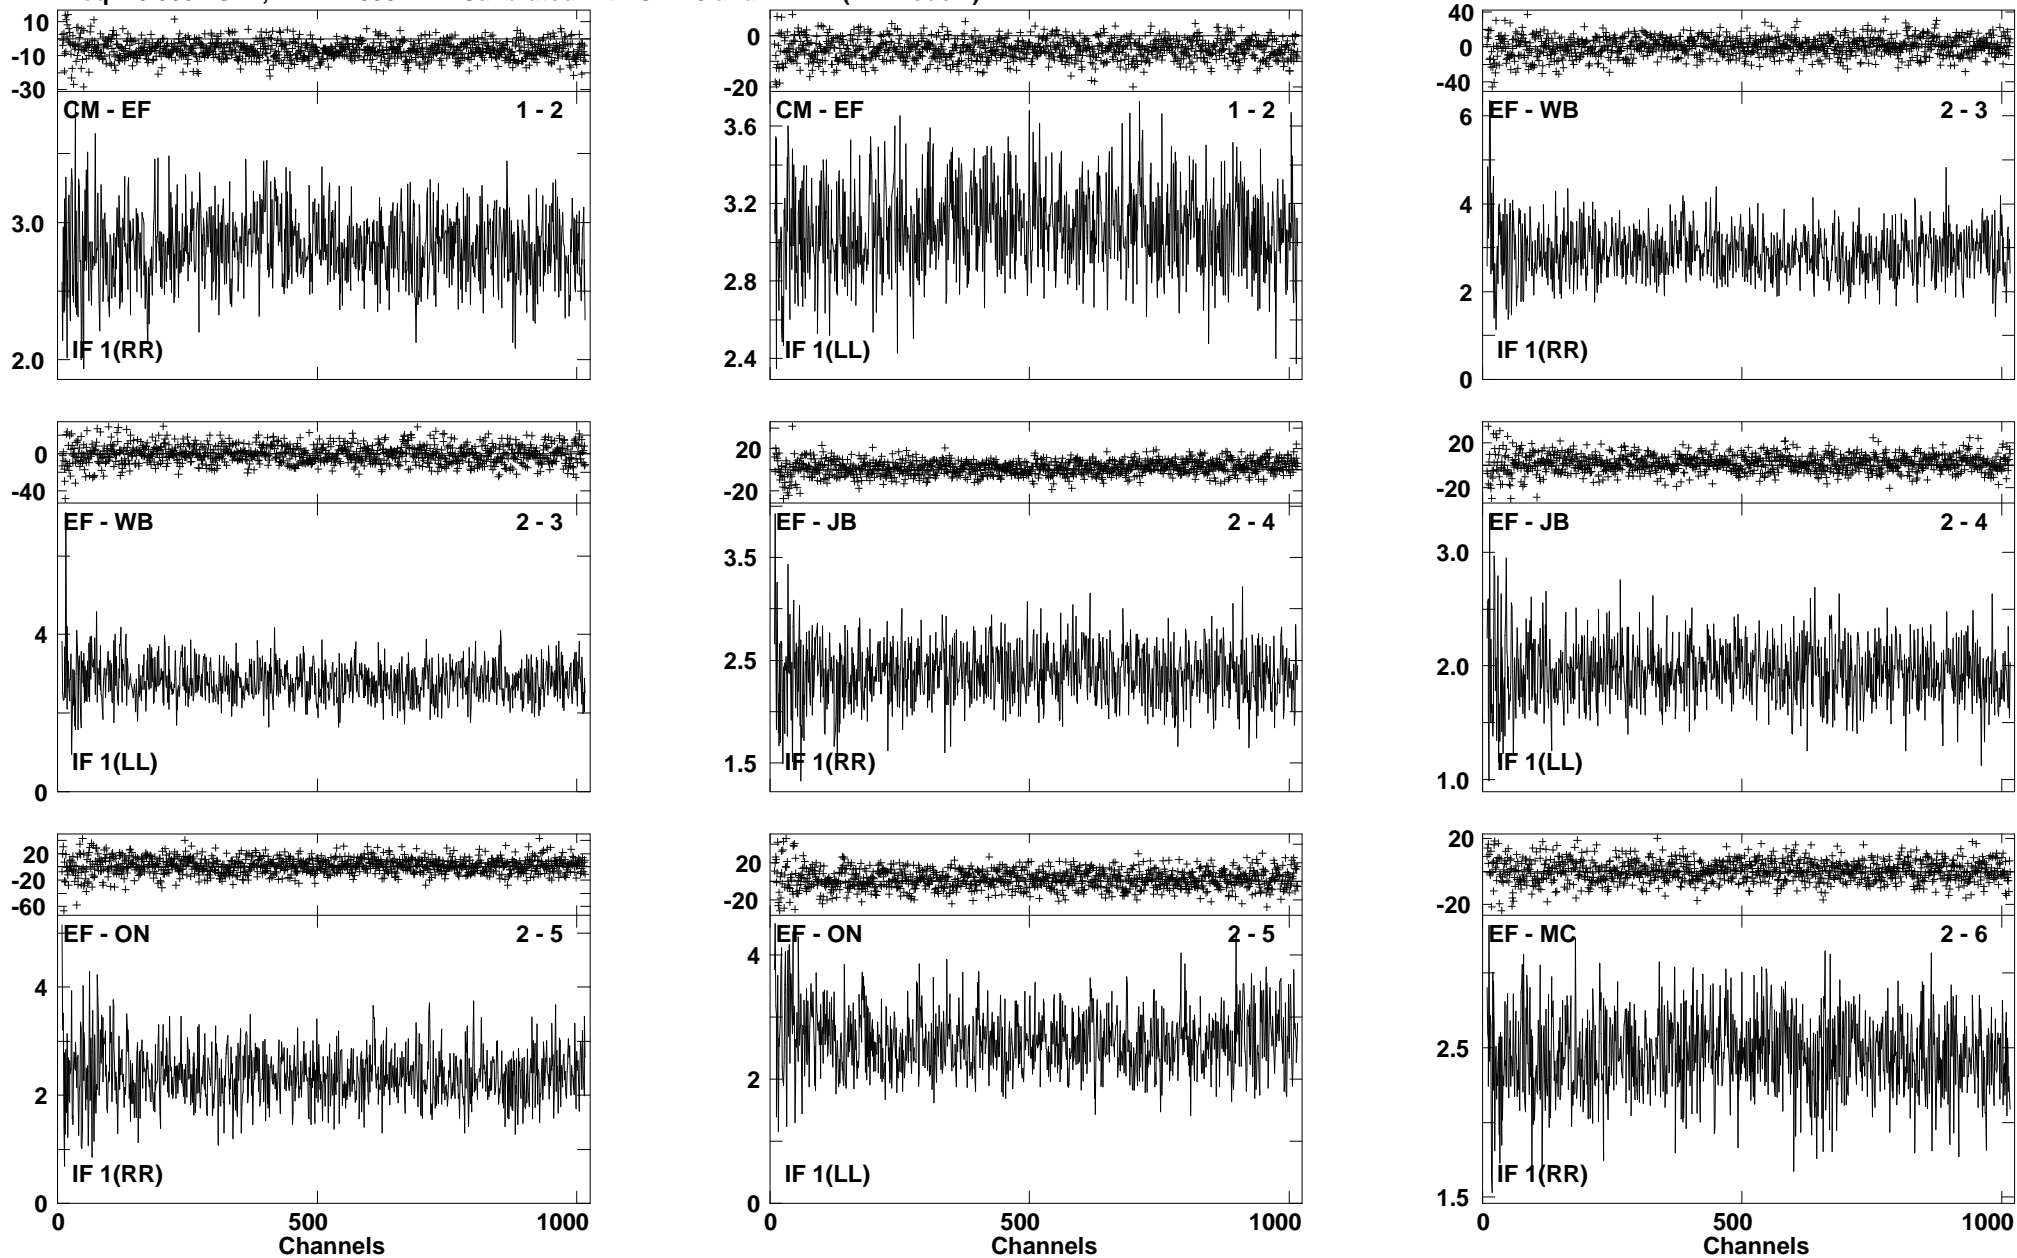 10
-10
-30
CM - EF 1 - 2
3.0
2.0
IF 1(RR)
0
-20
CM - EF 1 - 2
3.6
3.2
2.8
2.4
IF 1(LL)
40
0
-40
EF - WB 2 - 3
6
4
2
0
IF 1(RR)
0
-40
EF - WB 2 - 3
4
0
IF 1(LL)
20
-20
EF - JB 2 - 4
3.5
2.5
1.5
IF 1(RR)
20
-20
EF - JB 2 - 4
3.0
2.0
1.0
IF 1(LL)
20
-20
-60
EF - ON 2 - 5
4
2
0
IF 1(RR)
0 500 1000
Channels
20
-20
EF - ON 2 - 5
4
2
0
IF 1(LL)
0 500 1000
Channels
20
-20
EF - MC 2 - 6
2.5
1.5
IF 1(RR)
0 500 1000
Channels